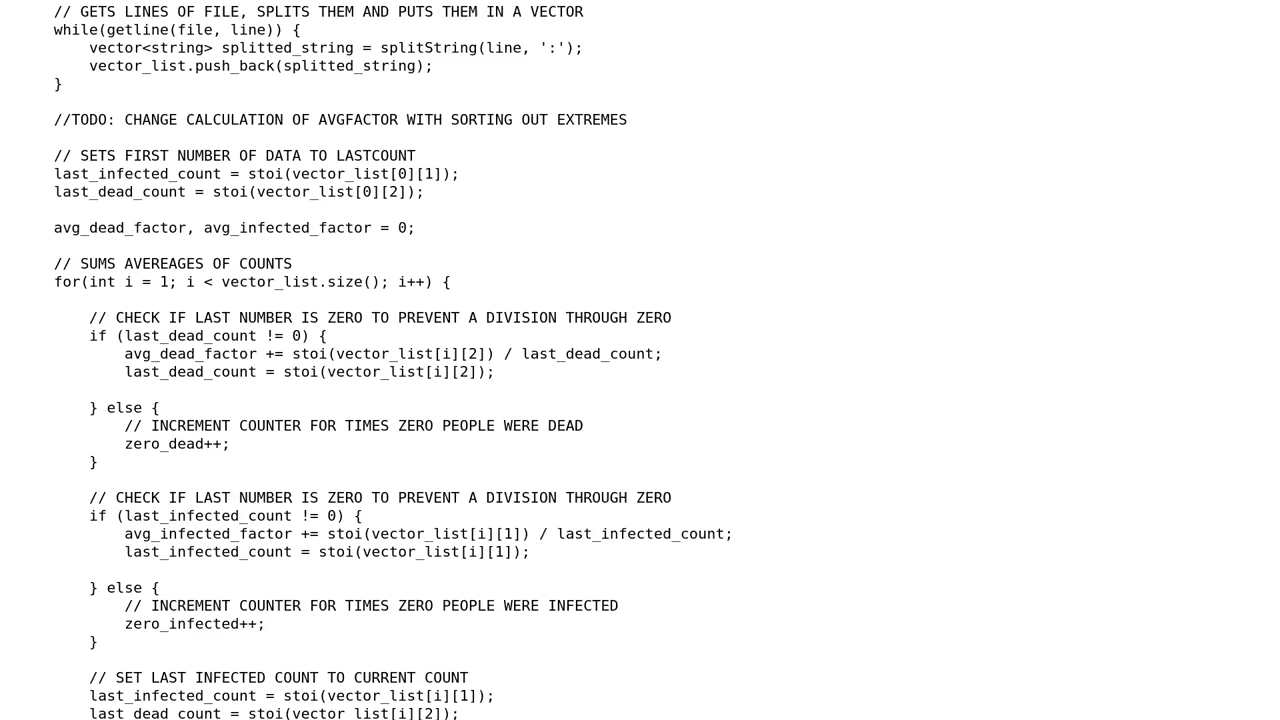 // GETS LINES OF FILE, SPLITS THEM AND PUTS THEM IN A VECTOR
while(getline(file, line)) {
    vector<string> splitted_string = splitString(line, ':');
    vector_list.push_back(splitted_string);
}
//TODO: CHANGE CALCULATION OF AVGFACTOR WITH SORTING OUT EXTREMES
// SETS FIRST NUMBER OF DATA TO LASTCOUNT
last_infected_count = stoi(vector_list[0][1]);
last_dead_count = stoi(vector_list[0][2]);
avg_dead_factor, avg_infected_factor = 0;
// SUMS AVEREAGES OF COUNTS
for(int i = 1; i < vector_list.size(); i++) {
    // CHECK IF LAST NUMBER IS ZERO TO PREVENT A DIVISION THROUGH ZERO
    if (last_dead_count != 0) {
        avg_dead_factor += stoi(vector_list[i][2]) / last_dead_count;
        last_dead_count = stoi(vector_list[i][2]);
    } else {
        // INCREMENT COUNTER FOR TIMES ZERO PEOPLE WERE DEAD
        zero_dead++;
    }
    // CHECK IF LAST NUMBER IS ZERO TO PREVENT A DIVISION THROUGH ZERO
    if (last_infected_count != 0) {
        avg_infected_factor += stoi(vector_list[i][1]) / last_infected_count;
        last_infected_count = stoi(vector_list[i][1]);
    } else {
        // INCREMENT COUNTER FOR TIMES ZERO PEOPLE WERE INFECTED
        zero_infected++;
    }
    // SET LAST INFECTED COUNT TO CURRENT COUNT
    last_infected_count = stoi(vector_list[i][1]);
    last_dead_count = stoi(vector_list[i][2]);